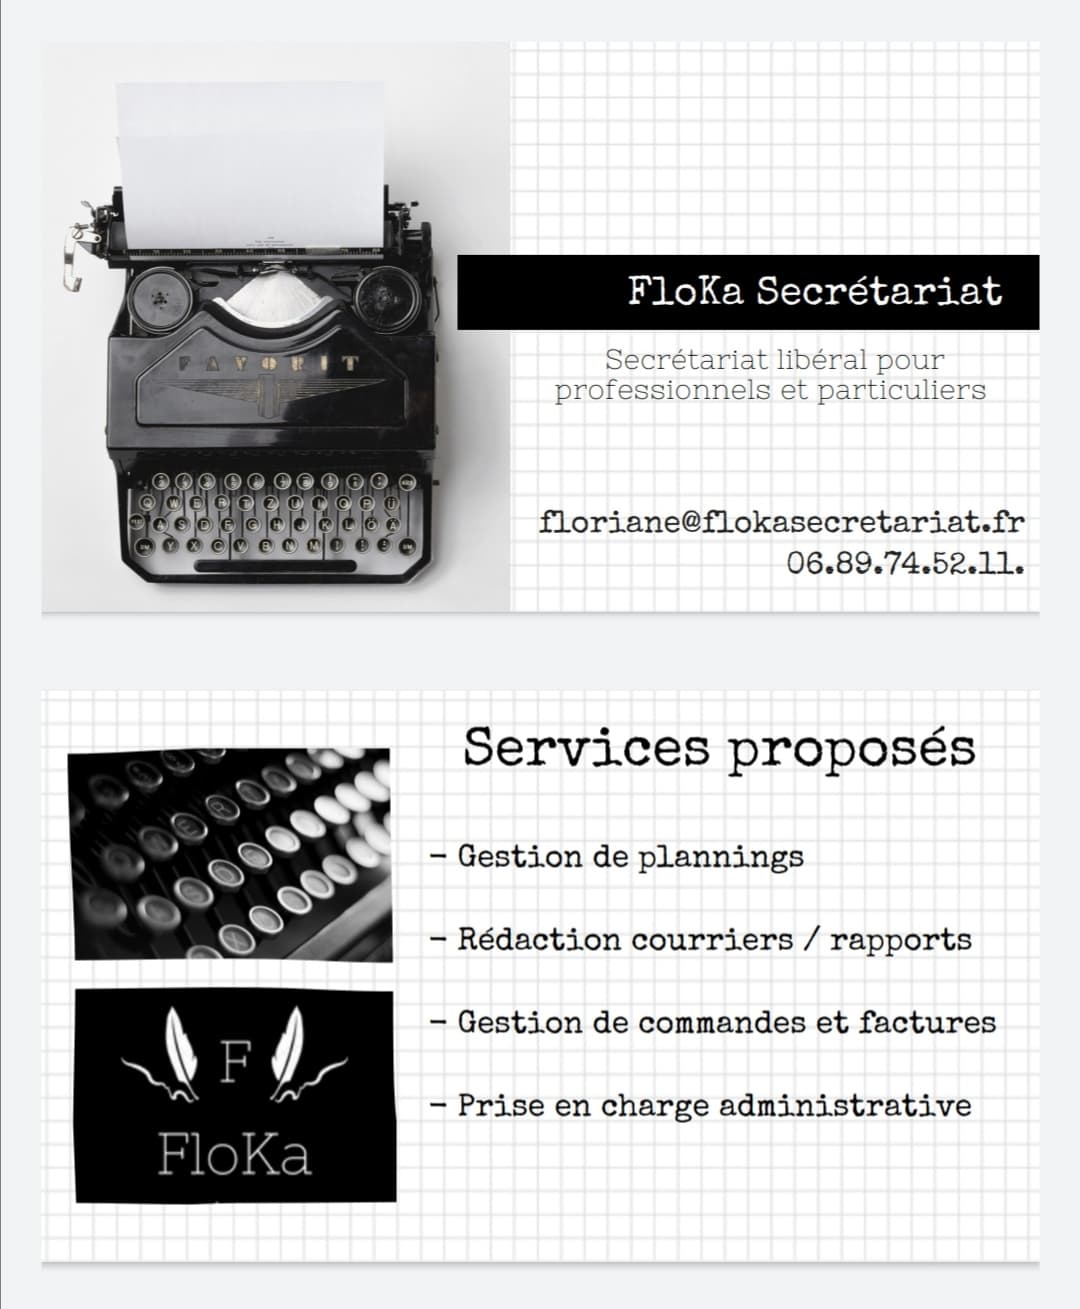 FAVORIT
FloKa Secrétariat
Secrétariat libéral pour
professionnels et particuliers
floriane@flokasecretariat.fr
06.89.74.52.11.
Services proposés
- Gestion de plannings
- Rédaction courriers / rapports
- Gestion de commandes et factures
- Prise en charge administrative
F
FloKa